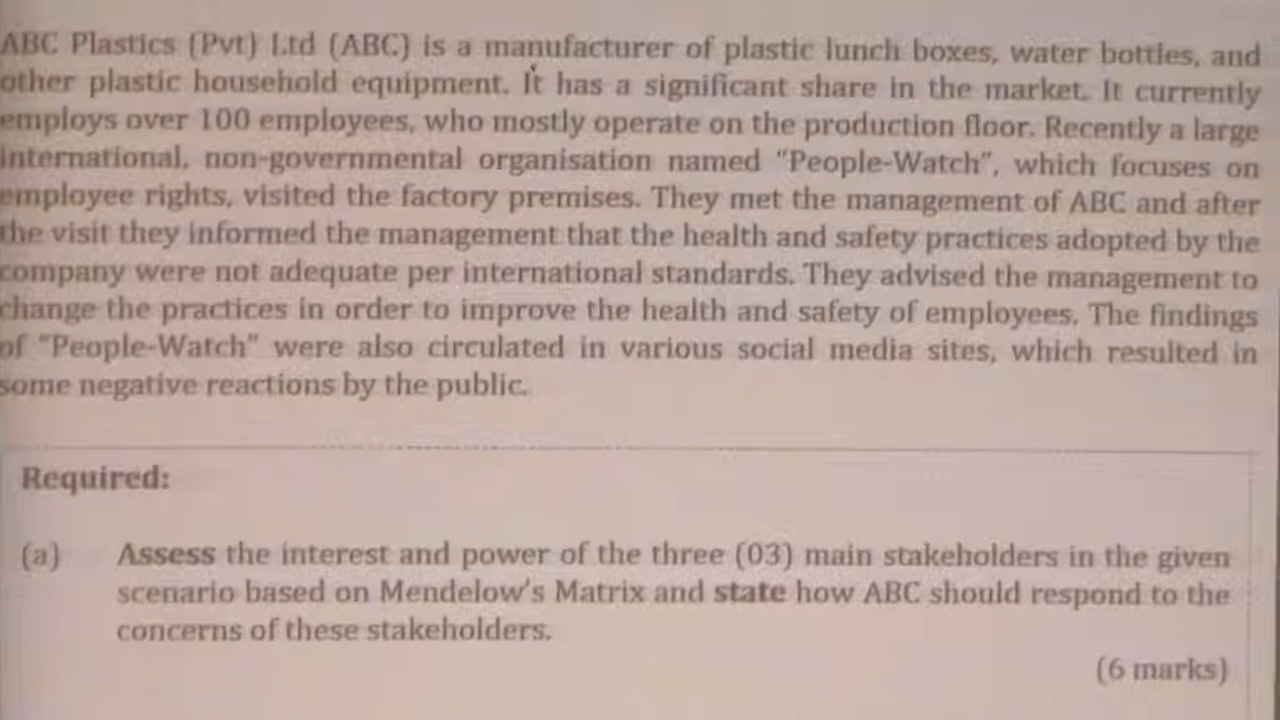 ABC Plastics (Pvt) Ltd (ABC) is a manufacturer of plastic lunch boxes, water bottles, and
other plastic household equipment. It has a significant share in the market. It currently
employs over 100 employees, who mostly operate on the production floor. Recently a large
international, non-governmental organisation named "People-Watch", which focuses on
employee rights, visited the factory premises. They met the management of ABC and after
the visit they informed the management that the health and safety practices adopted by the
company were not adequate per international standards. They advised the management to
change the practices in order to improve the health and safety of employees. The findings
of "People-Watch" were also circulated in various social media sites, which resulted in
some negative reactions by the public.
Required:
(a) Assess the interest and power of the three (03) main stakeholders in the given
scenario based on Mendelow's Matrix and state how ABC should respond to the
concerns of these stakeholders.
(6 marks)